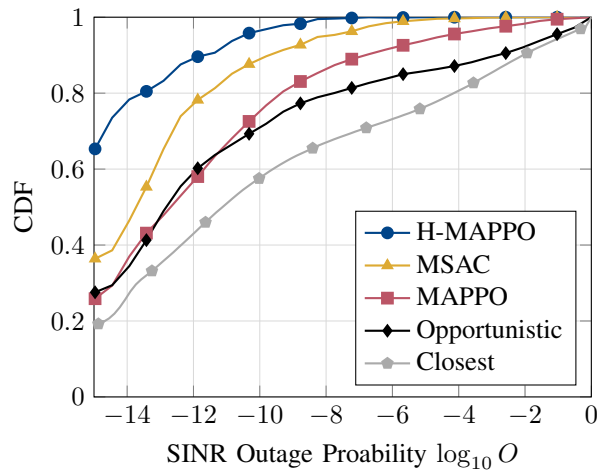 1
0.8
0.6
0.4
0.2
0
CDF
H-MAPPO
MSAC
MAPPO
Opportunistic
Closest
−14 −12 −10 −8 −6 −4 −2 0
SINR Outage Proability log₁₀ O